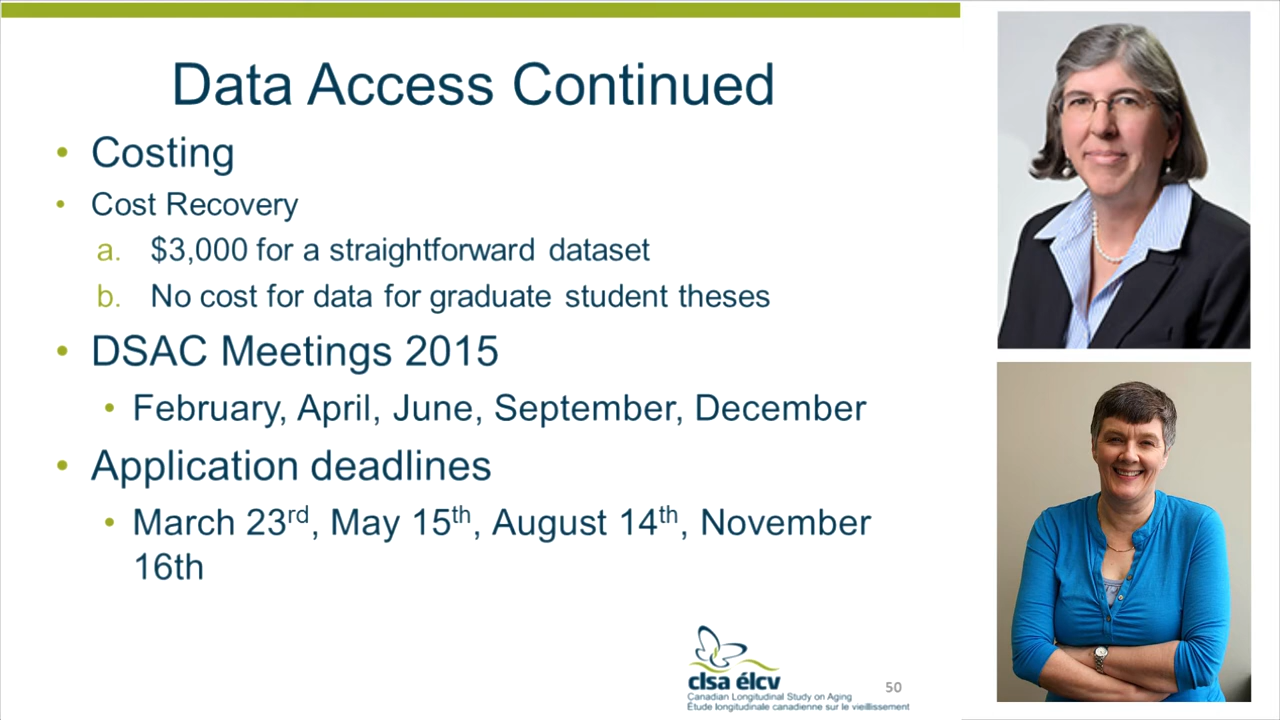 Data Access Continued
• Costing
• Cost Recovery
a. $3,000 for a straightforward dataset
b. No cost for data for graduate student theses
• DSAC Meetings 2015
• February, April, June, September, December
• Application deadlines
• March 23rd, May 15th, August 14th, November
16th
clsa élcv
Canadian Longitudinal Study on Aging
Étude longitudinale canadienne sur le vieillissement
50